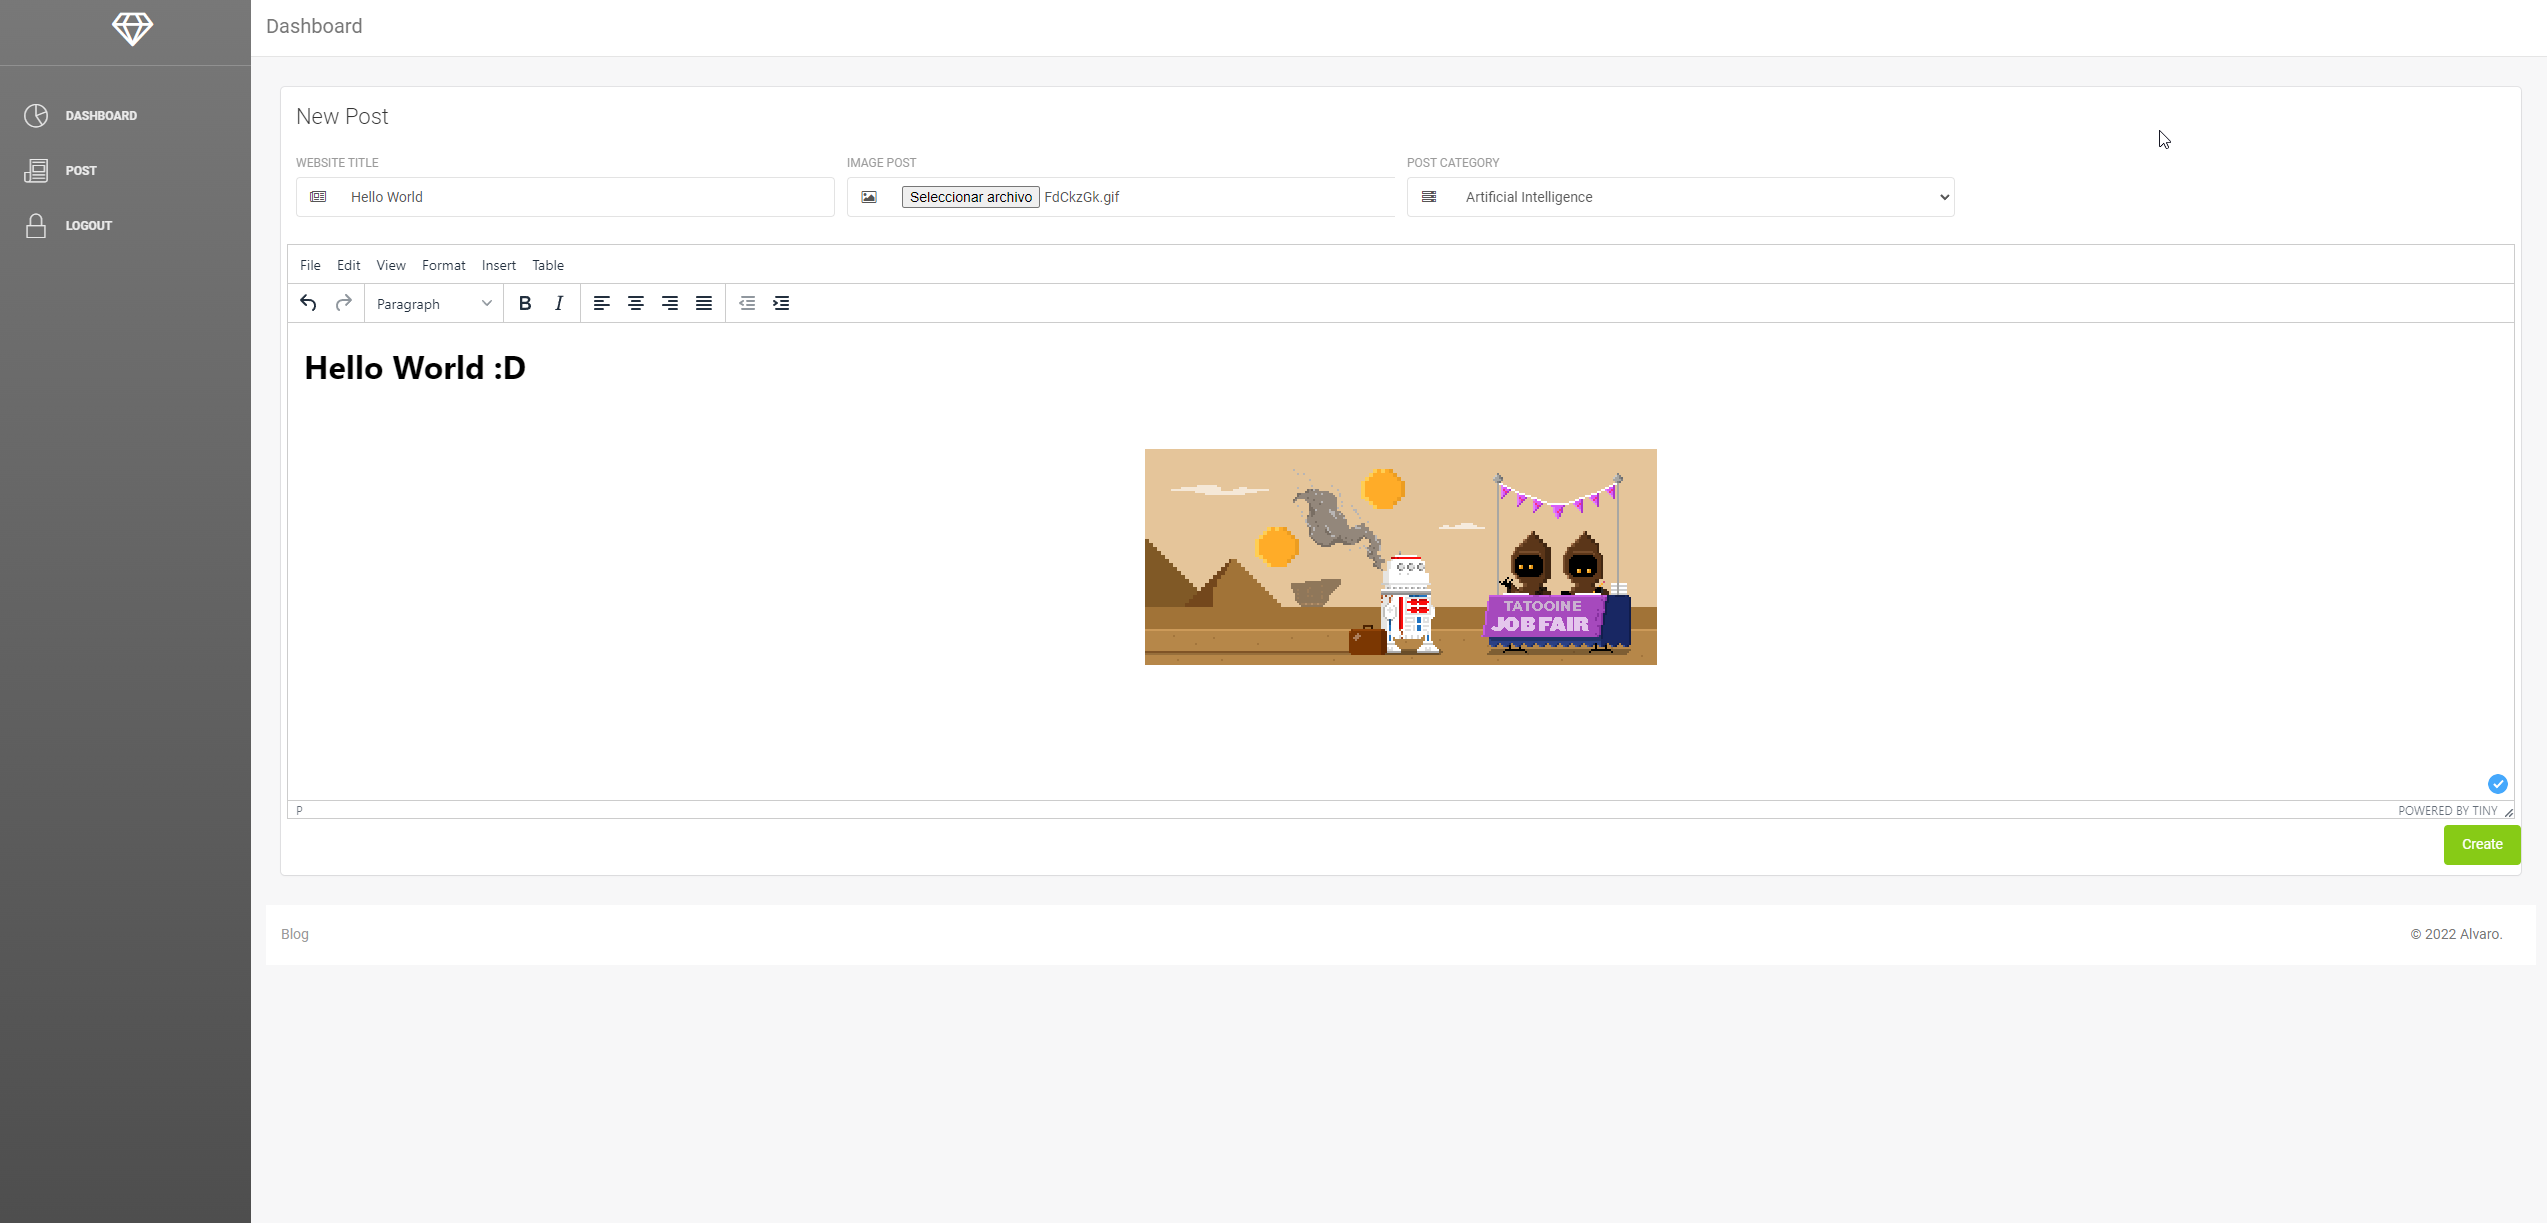 Dashboard
DASHBOARD
POST
LOGOUT
New Post
WEBSITE TITLE
IMAGE POST
POST CATEGORY
Hello World
Seleccionar archivo FdCkzGk.gif
Artificial Intelligence
File Edit View Format Insert Table
Paragraph B I
Hello World :D
TATOOINE
JOB FAIR
P
POWERED BY TINY
Create
Blog
© 2022 Alvaro.